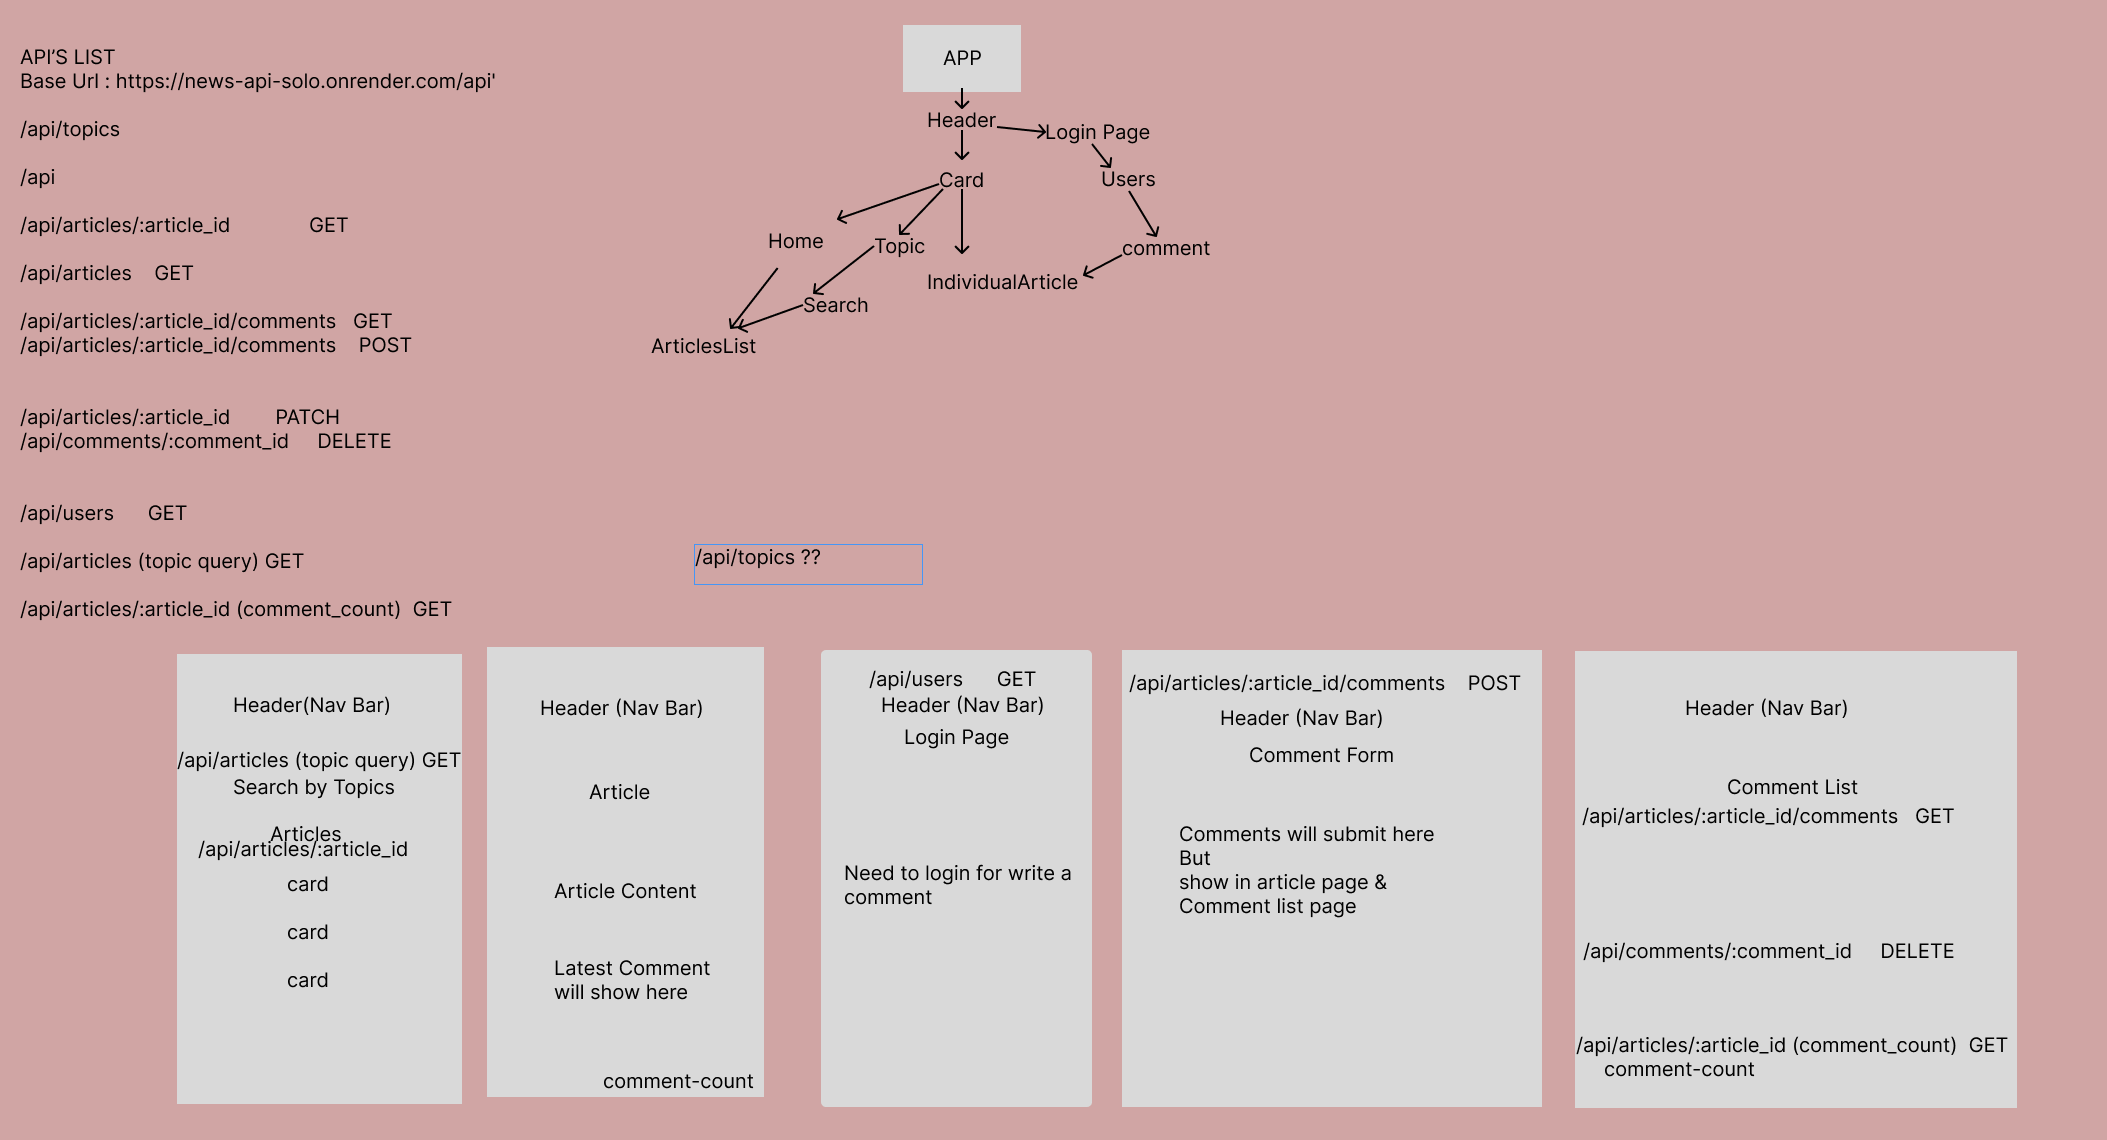 API’S LIST
Base Url : https://news-api-solo.onrender.com/api'
/api/topics
/api
/api/articles/:article_id GET
/api/articles GET
/api/articles/:article_id/comments GET
/api/articles/:article_id/comments POST
/api/articles/:article_id PATCH
/api/comments/:comment_id DELETE
/api/users GET
/api/articles (topic query) GET
/api/articles/:article_id (comment_count) GET
APP
Header
Login Page
Card
Users
Home
Topic
comment
IndividualArticle
Search
ArticlesList
/api/topics ??
Header(Nav Bar)
/api/articles (topic query) GET
Search by Topics
Articles
/api/articles/:article_id
card
card
card
Header (Nav Bar)
Article
Article Content
Latest Comment
will show here
comment-count
/api/users GET
Header (Nav Bar)
Login Page
Need to login for write a
comment
/api/articles/:article_id/comments POST
Header (Nav Bar)
Comment Form
Comments will submit here
But
show in article page &
Comment list page
Header (Nav Bar)
Comment List
/api/articles/:article_id/comments GET
/api/comments/:comment_id DELETE
/api/articles/:article_id (comment_count) GET
comment-count